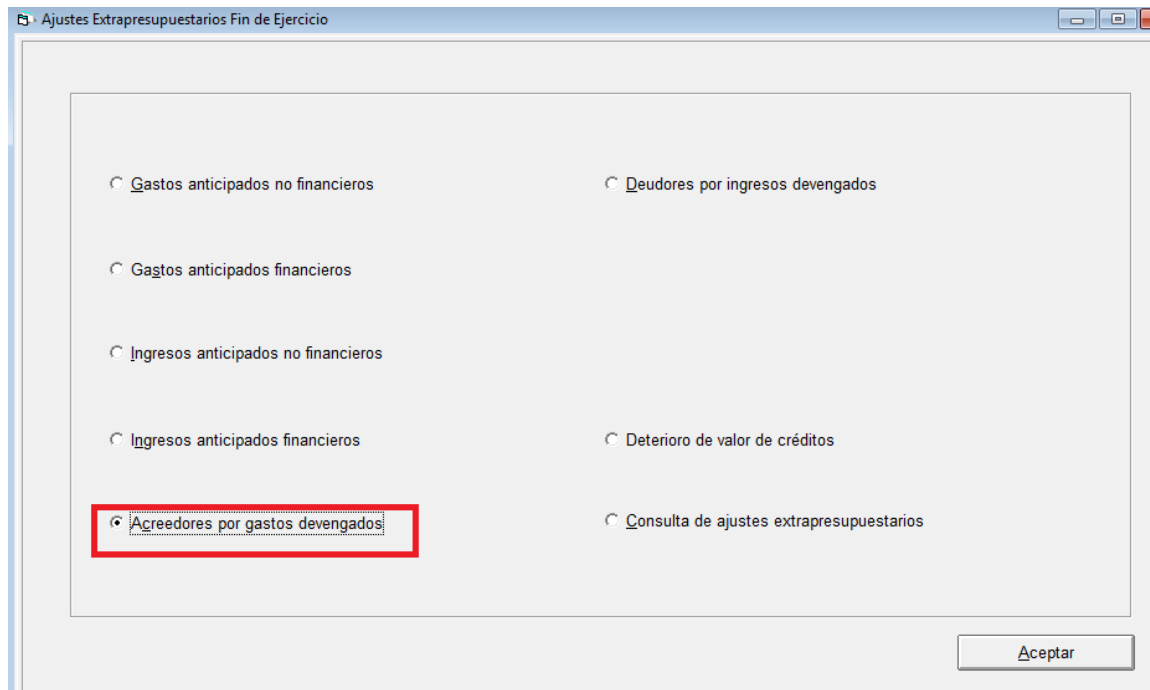 Ajustes Extrapresupuestarios Fin de Ejercicio
Gastos anticipados no financieros
Deudores por ingresos devengados
Gastos anticipados financieros
Ingresos anticipados no financieros
Ingresos anticipados financieros
Deterioro de valor de créditos
Acreedores por gastos devengados
Consulta de ajustes extrapresupuestarios
Aceptar